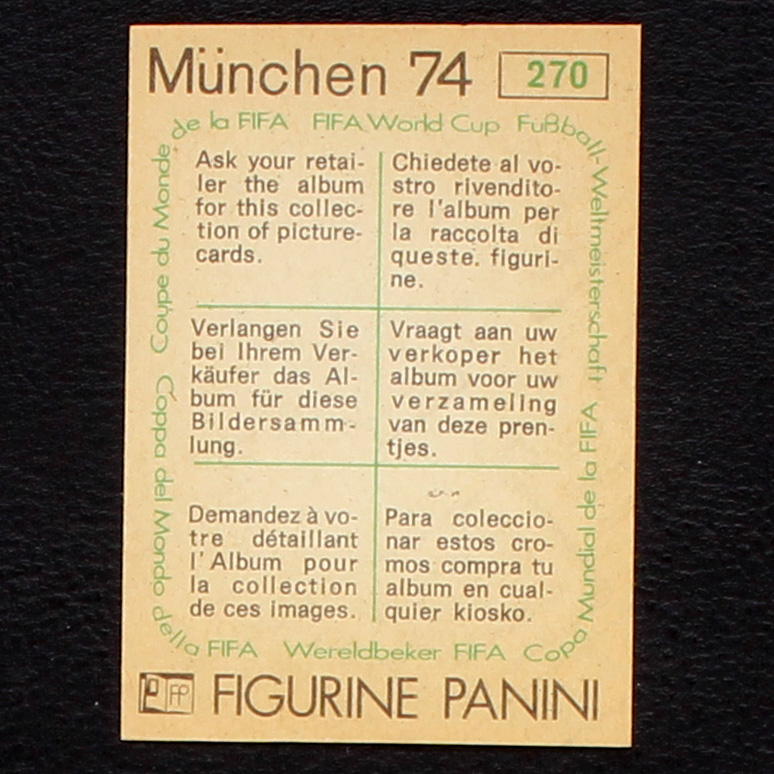 München 74 270
de la FIFA FIFA World Cup Fußball-Weltmeisterschaft
Ask your retai-
ler the album
for this collec-
tion of picture-
cards.
Chiedete al vo-
stro rivendito-
re l'album per
la raccolta di
queste. figuri-
ne.
Verlangen Sie
bei Ihrem Ver-
käufer das Al-
bum für diese
Bildersamm-
lung.
Vraagt aan uw
verkoper het
album voor uw
verzameling
van deze pren-
tjes.
Demandez à vo-
tre détaillant
l'Album pour
la collection
de ces images.
Para coleccio-
nar estos cro-
mos compra tu
album en cual-
quier kiosko.
Coupe du Monde
Coppa del Mondo
della FIFA Wereldbeker FIFA Copa Mundial de la FIFA
FP FIGURINE PANINI